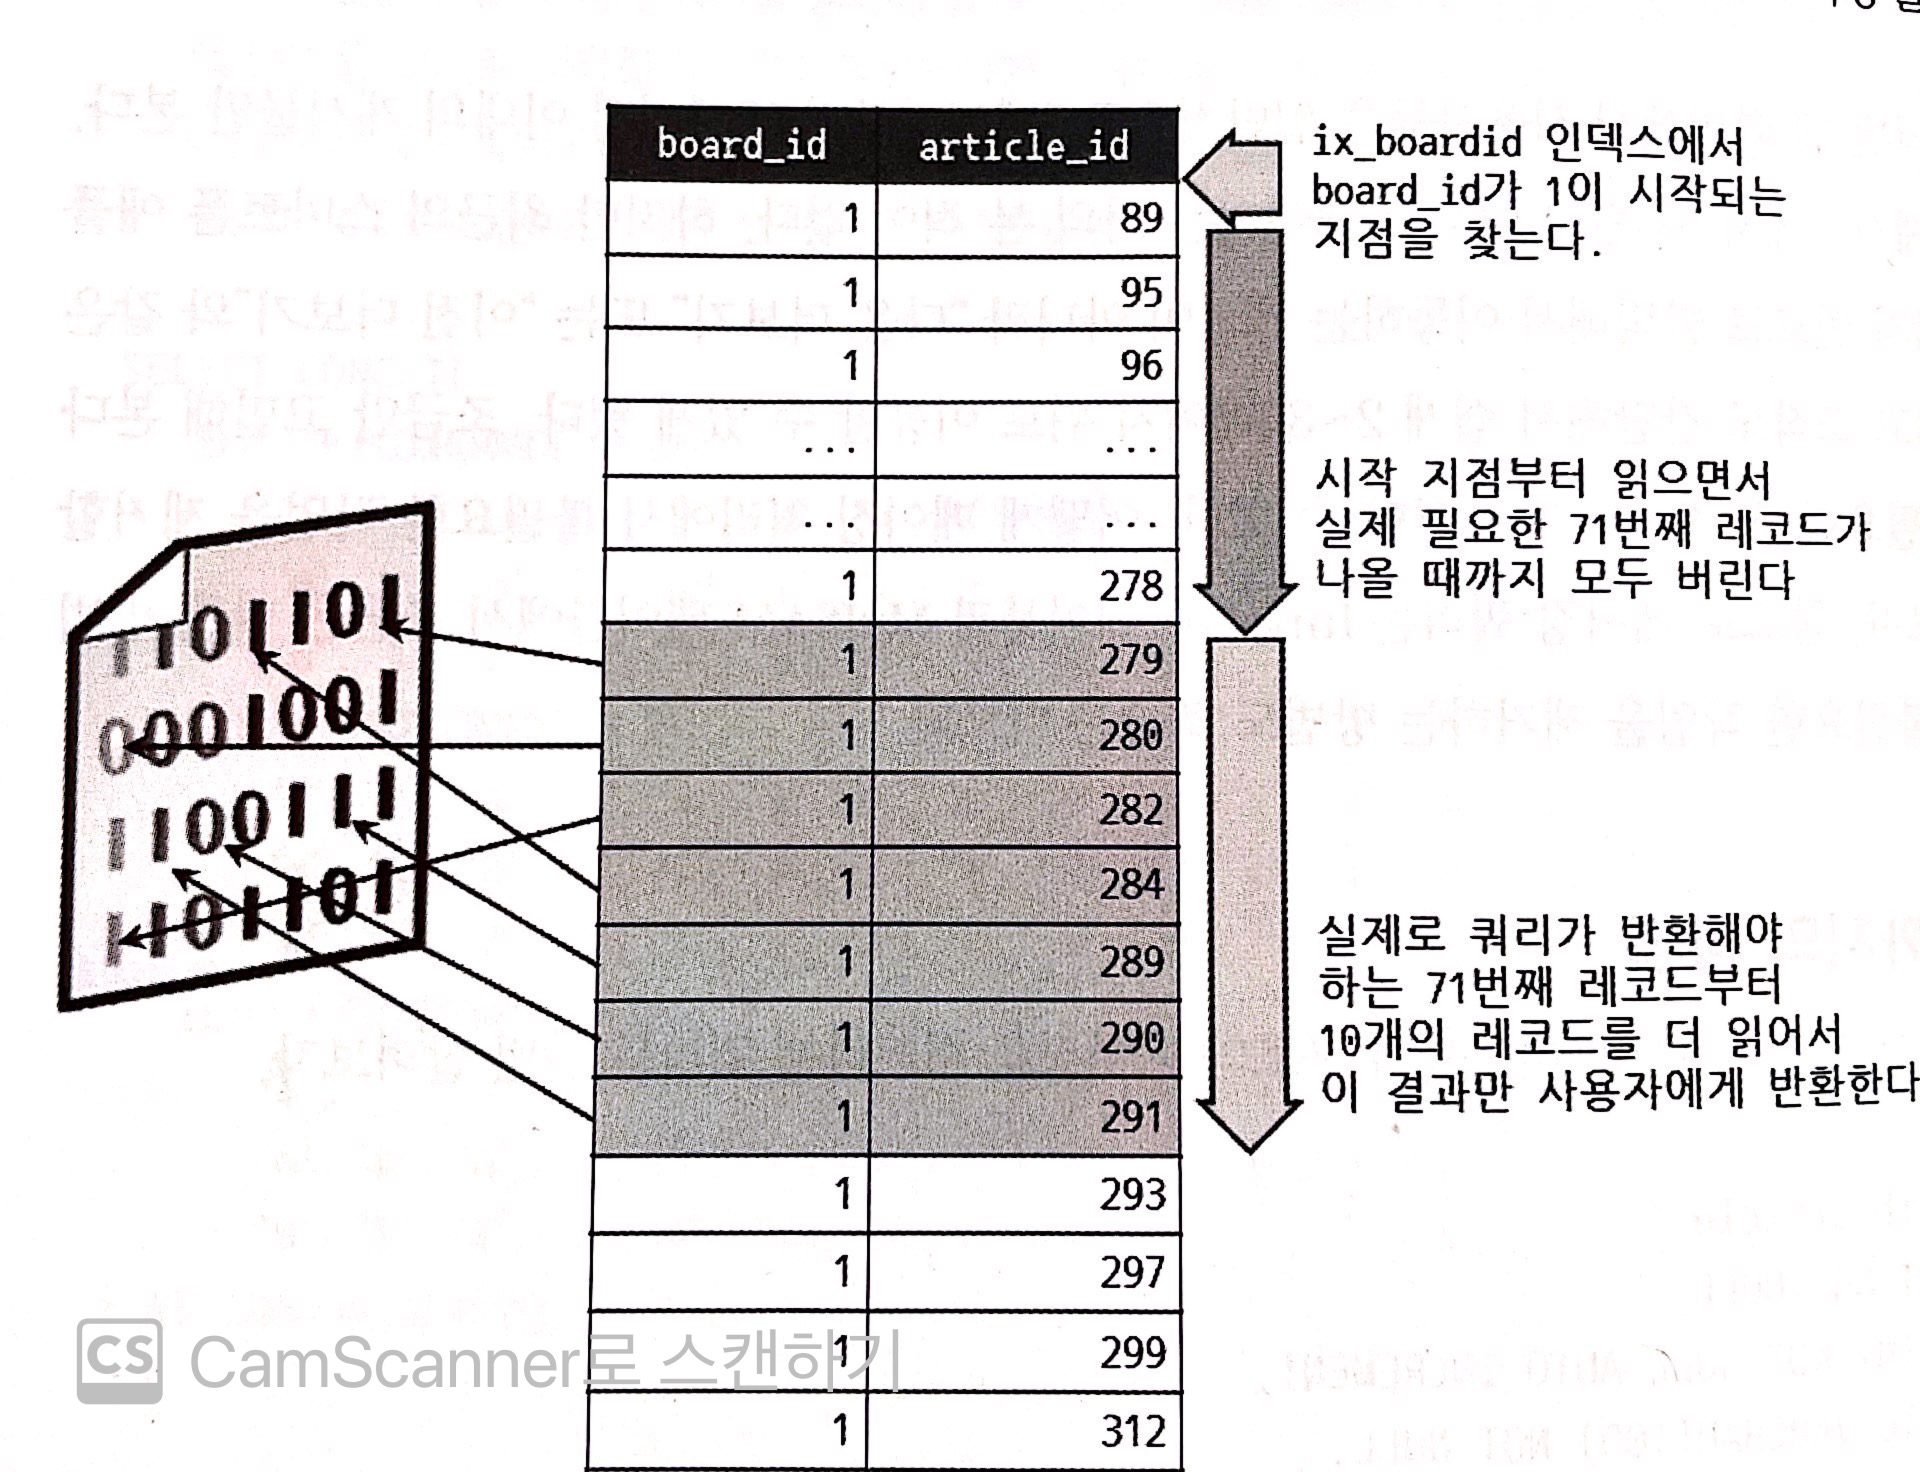 board_id article_id
1 89
1 95
1 96
... ...
... ...
1 278
1 279
1 280
1 282
1 284
1 289
1 290
1 291
1 293
1 297
1 299
1 312
ix_boardid 인덱스에서
board_id가 1이 시작되는
지점을 찾는다.
시작 지점부터 읽으면서
실제 필요한 71번째 레코드가
나올 때까지 모두 버린다
실제로 쿼리가 반환해야
하는 71번째 레코드부터
10개의 레코드를 더 읽어서
이 결과만 사용자에게 반환한다
1101101
0001001
1100111
1101101
CS CamScanner로 스캔하기